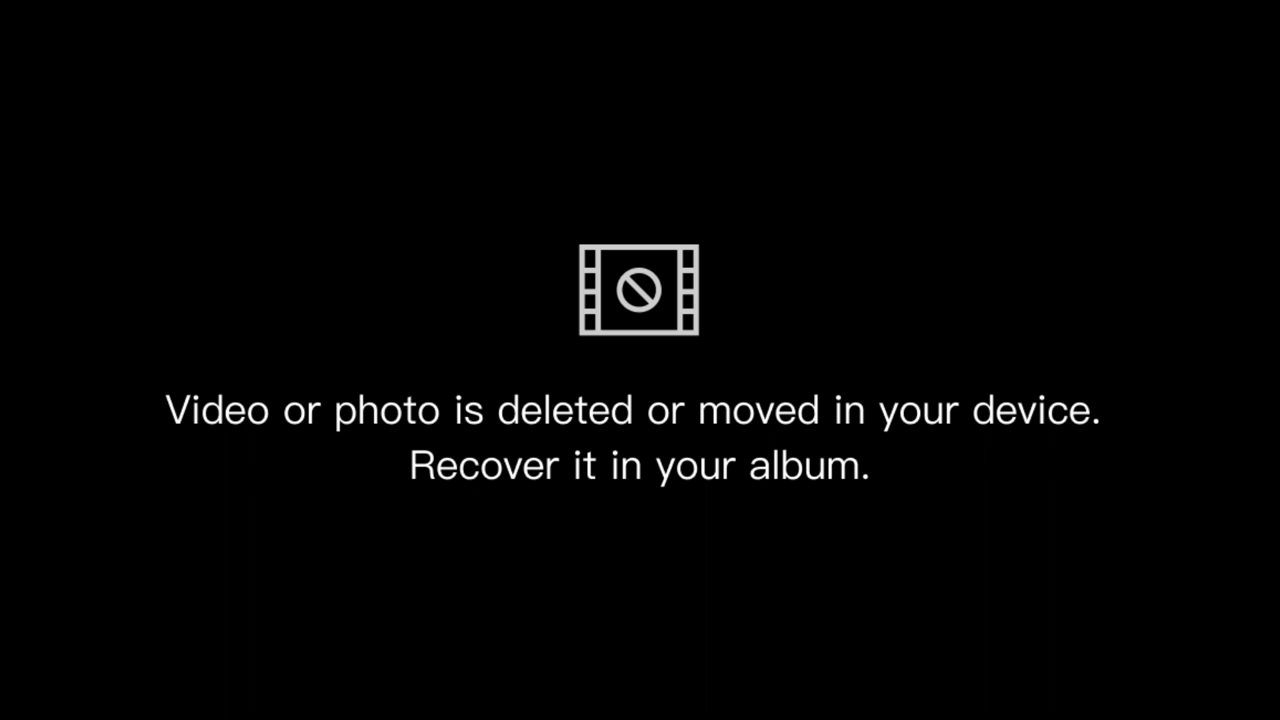 Video or photo is deleted or moved in your device.
Recover it in your album.